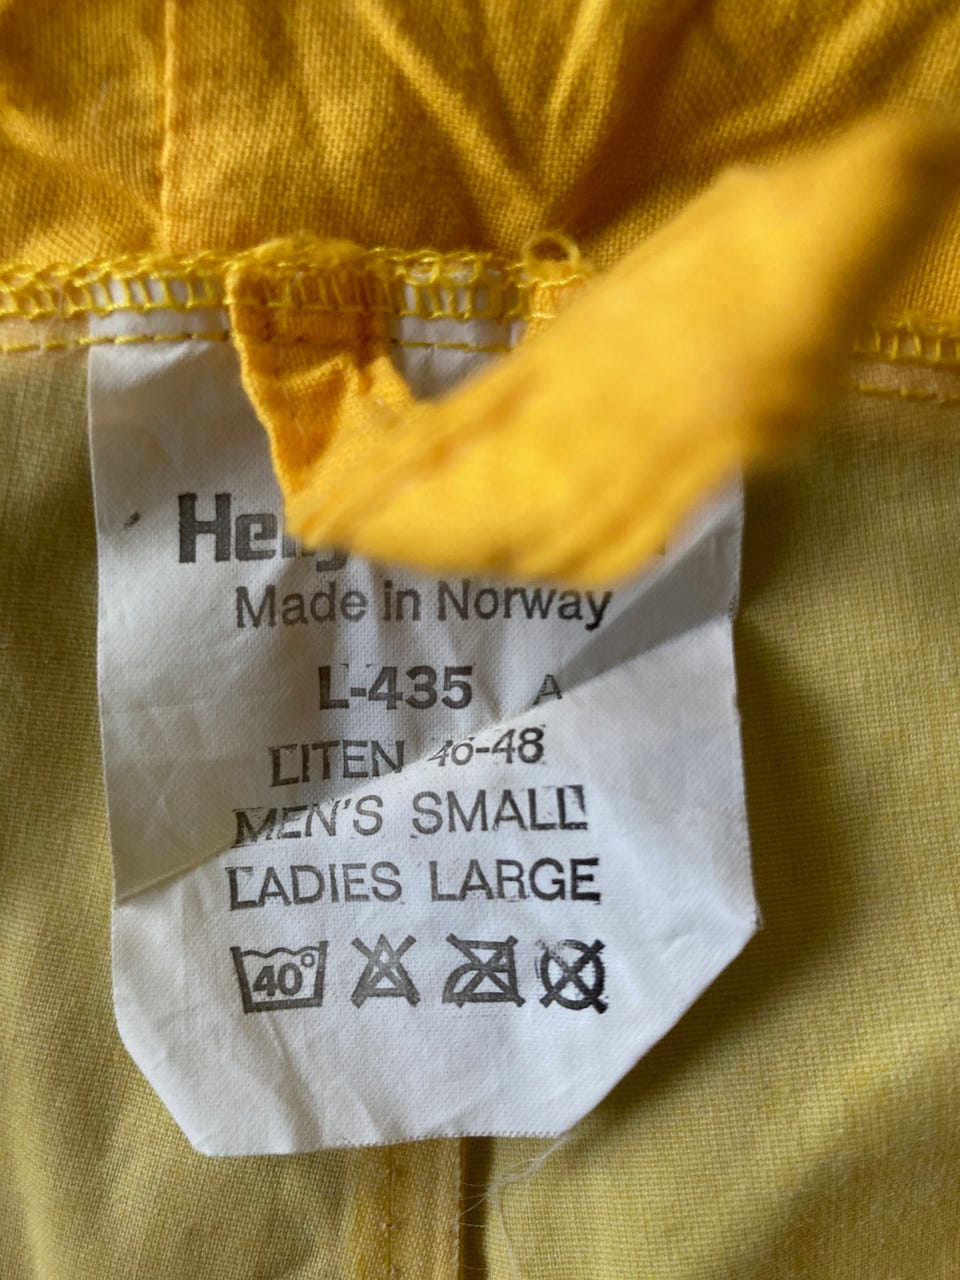 Made in Norway
L-435 A
LITEN 46-48
MEN'S SMALL
LADIES LARGE
40°